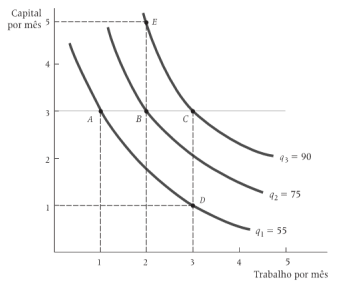 Capital
por mês
5
E
4
3
A
B
C
2
q3 = 90
q2 = 75
1
D
q1 = 55
1
2
3
4
5
Trabalho por mês